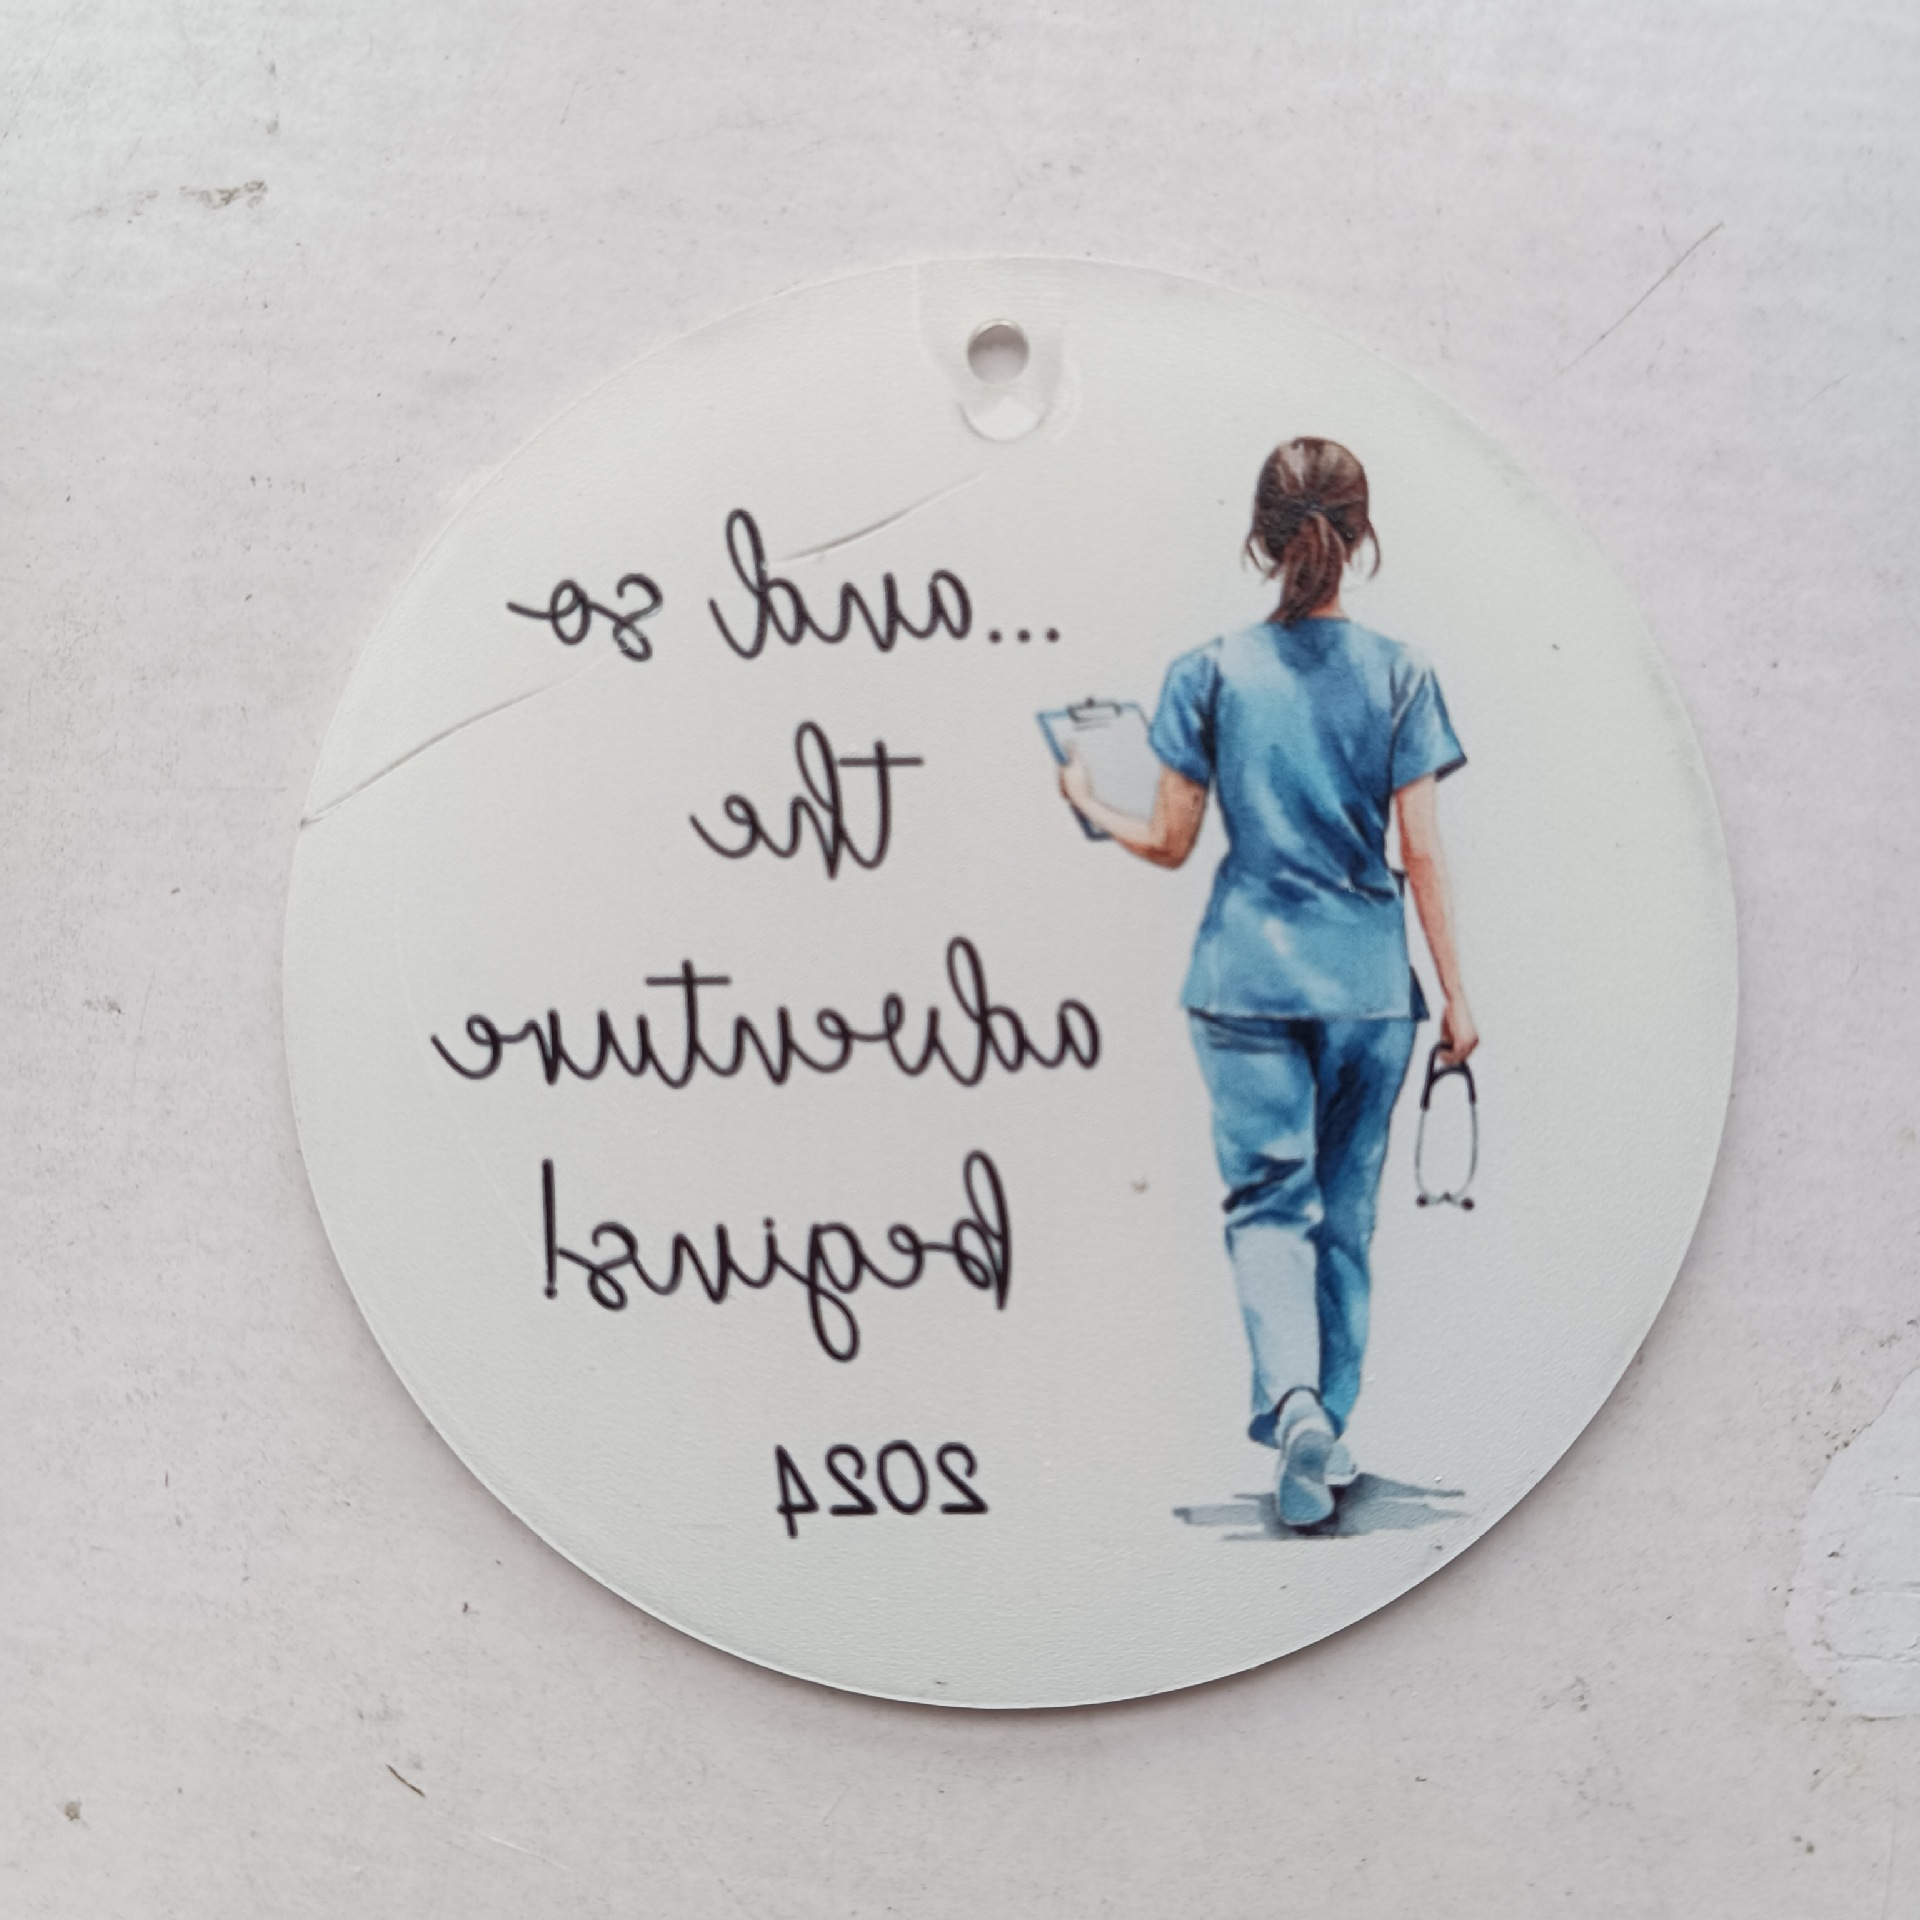 ...and so
the
adventure
begins!
2024